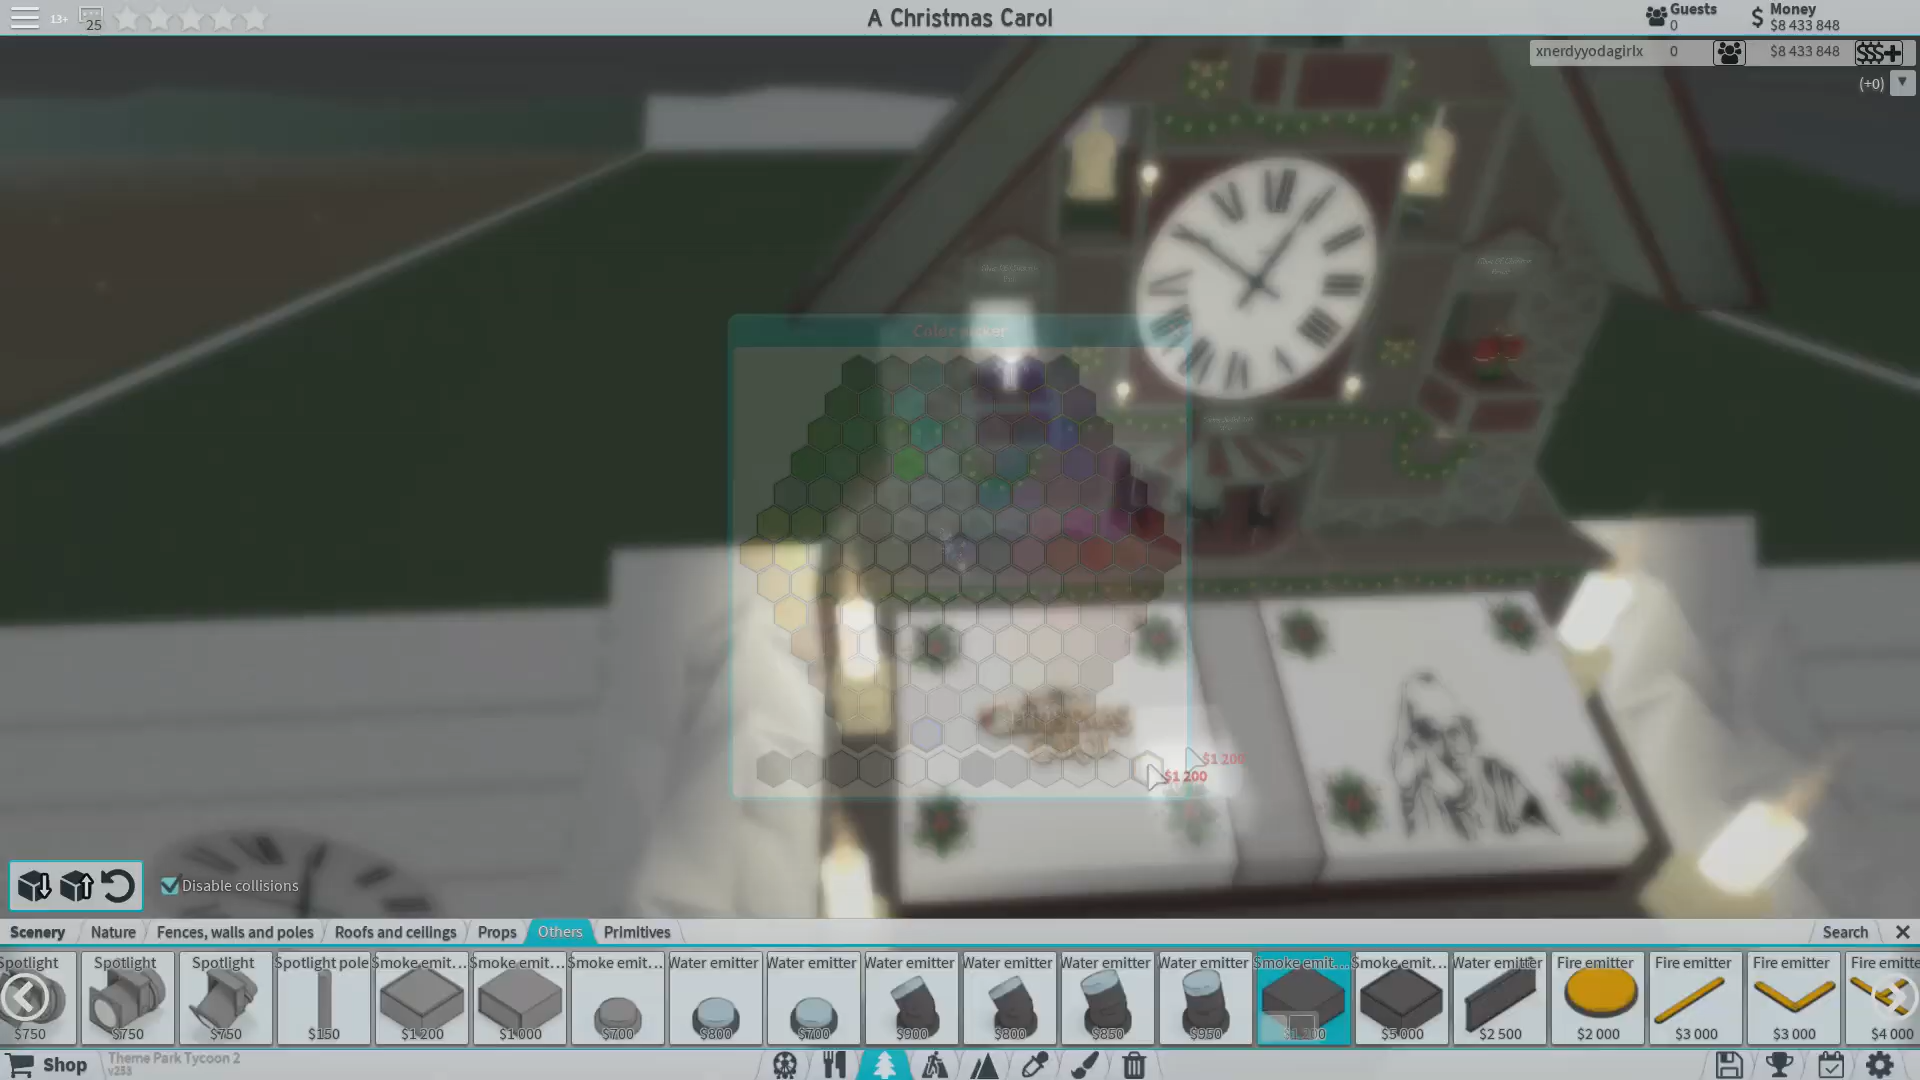 13+
25
A Christmas Carol
Guests
0
Money
$8 433 848
xnerdyyodagirlx 0 $8 433 848 $$$+
(+0)
Color picker
$1 200
$1 200
Disable collisions
Scenery Nature Fences, walls and poles Roofs and ceilings Props Others Primitives Search
Spotlight Spotlight Spotlight Spotlight pole Smoke emit... Smoke emit... Smoke emit... Water emitter Water emitter Water emitter Water emitter Water emitter Water emitter Smoke emit... Smoke emit... Water emitter Fire emitter Fire emitter Fire emitter Fire emitte
$750 $750 $750 $150 $1 200 $1 000 $700 $800 $700 $900 $800 $850 $950 $1 200 $5 000 $2 500 $2 000 $3 000 $3 000 $4 000
Shop
Theme Park Tycoon 2
v253